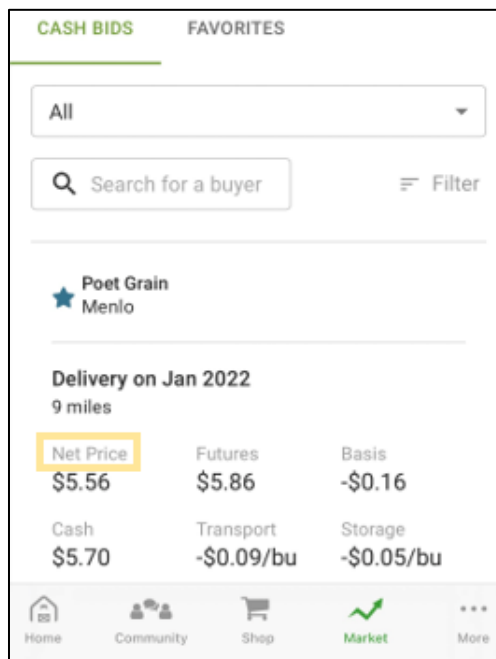 CASH BIDS FAVORITES
All
Search for a buyer Filter
Poet Grain
Menlo
Delivery on Jan 2022
9 miles
Net Price Futures Basis
$5.56 $5.86 -$0.16
Cash Transport Storage
$5.70 -$0.09/bu -$0.05/bu
Home Community Shop Market More